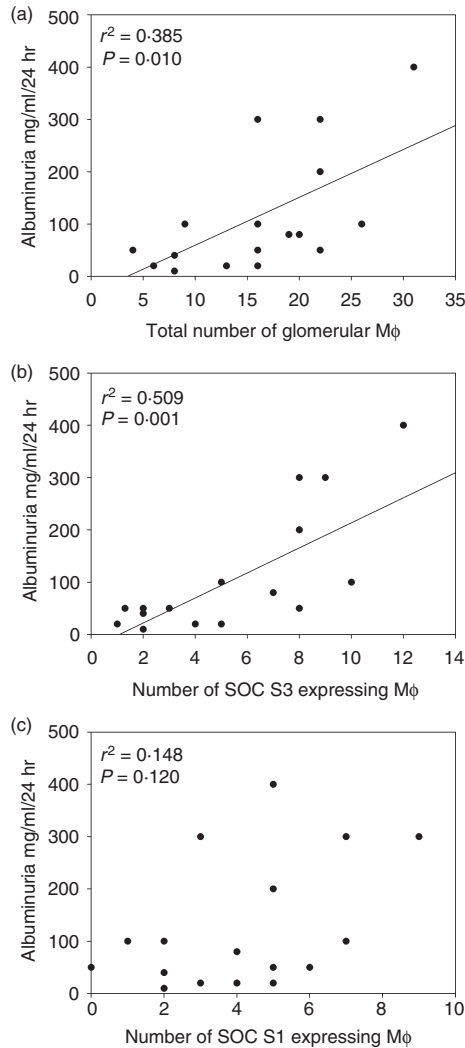 (a)
500
400
300
200
100
0
r² = 0·385
P = 0·010
Albuminuria mg/ml/24 hr
0 5 10 15 20 25 30 35
Total number of glomerular Mϕ
(b)
500
400
300
200
100
0
r² = 0·509
P = 0·001
Albuminuria mg/ml/24 hr
0 2 4 6 8 10 12 14
Number of SOC S3 expressing Mϕ
(c)
500
400
300
200
100
0
r² = 0·148
P = 0·120
Albuminuria mg/ml/24 hr
0 2 4 6 8 10
Number of SOC S1 expressing Mϕ